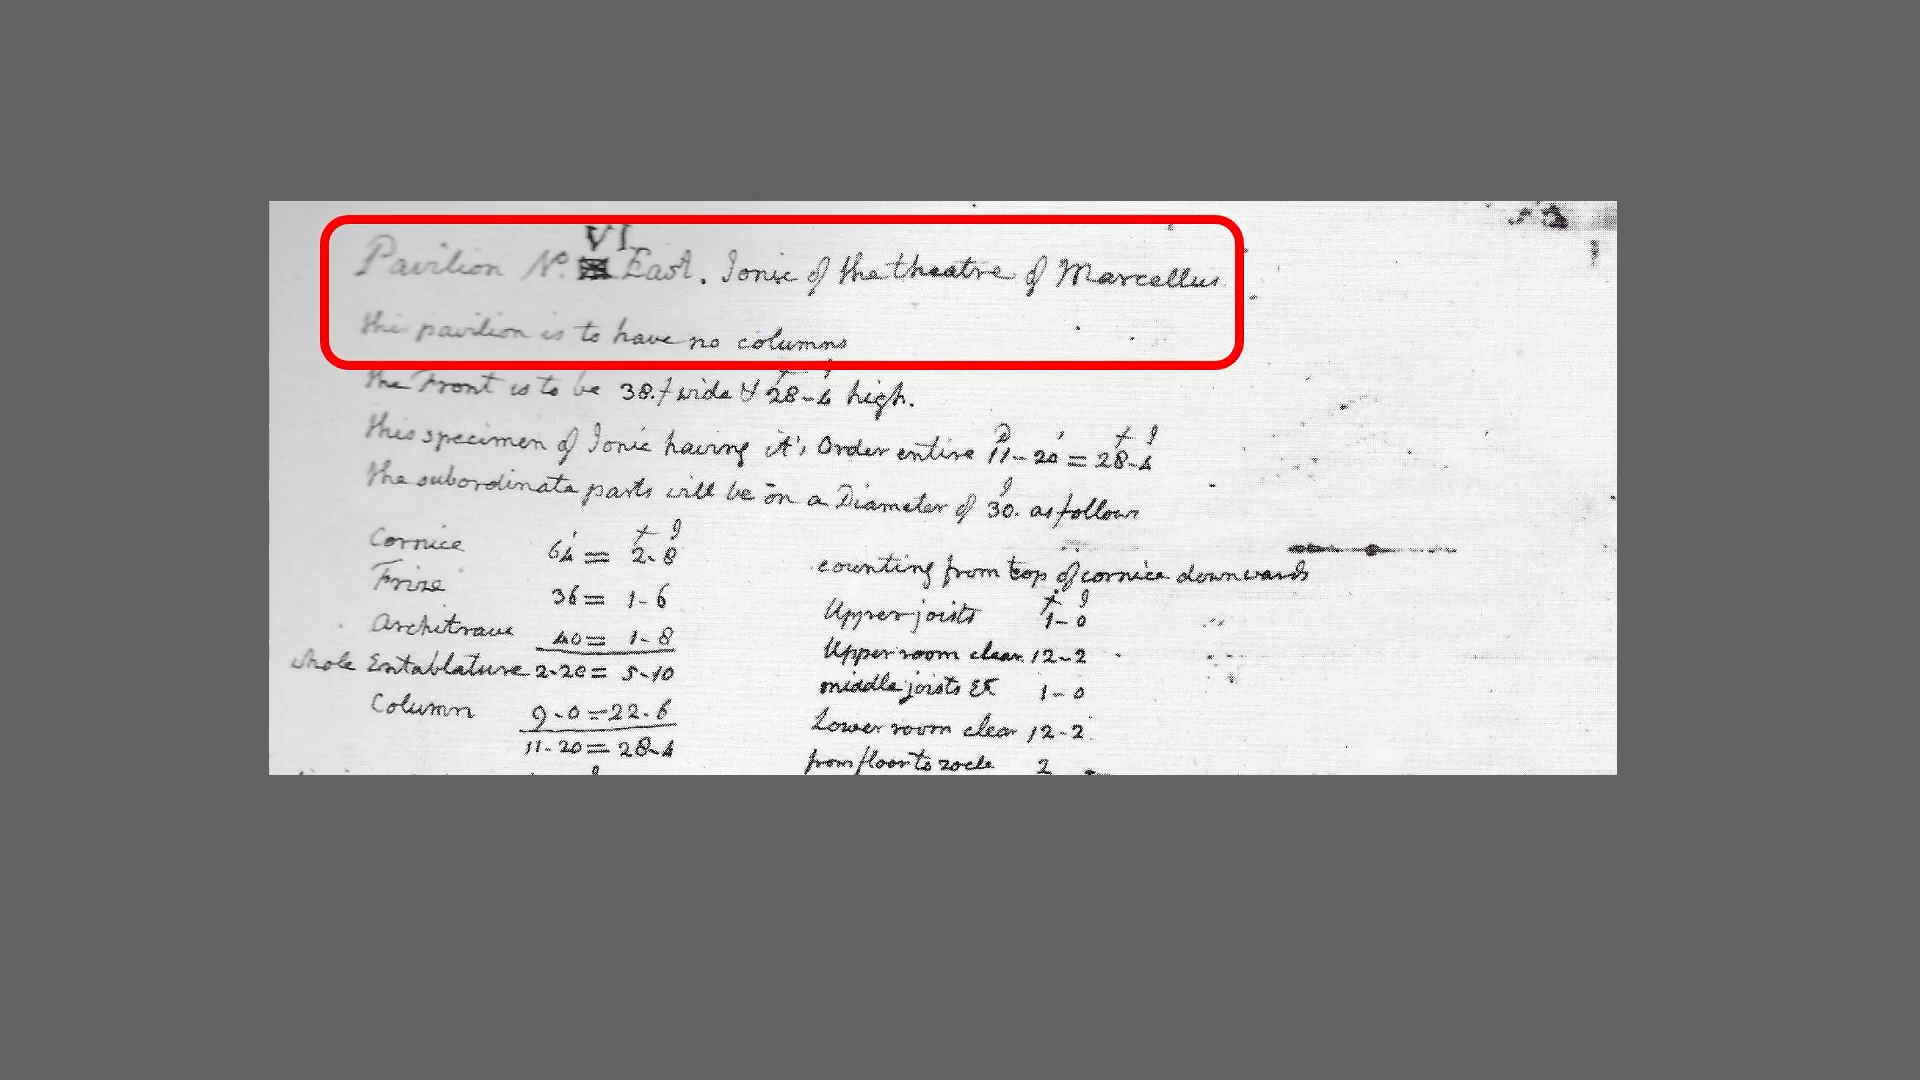 VI
Pavilion No. East. Ionic of the theatre of Marcellus
this pavilion is to have no columns
the Front is to be 38.f wide & 28-4 high.
this specimen of Ionic having it's Order entire 11-20 = 28-4
the subordinate parts will be on a Diameter of 30. as follows
Cornice 64 = 2-8
counting from top of cornice downwards
Frize 36 = 1-6
Upper joists 1-0
Architrave 40 = 1-8
Upper room clear 12-2
whole Entablature 2-20 = 5-10
middle joists &c 1-0
Column 9-0 = 22-6
Lower room clear 12-2
11-20 = 28-4
from floor to zocle 2